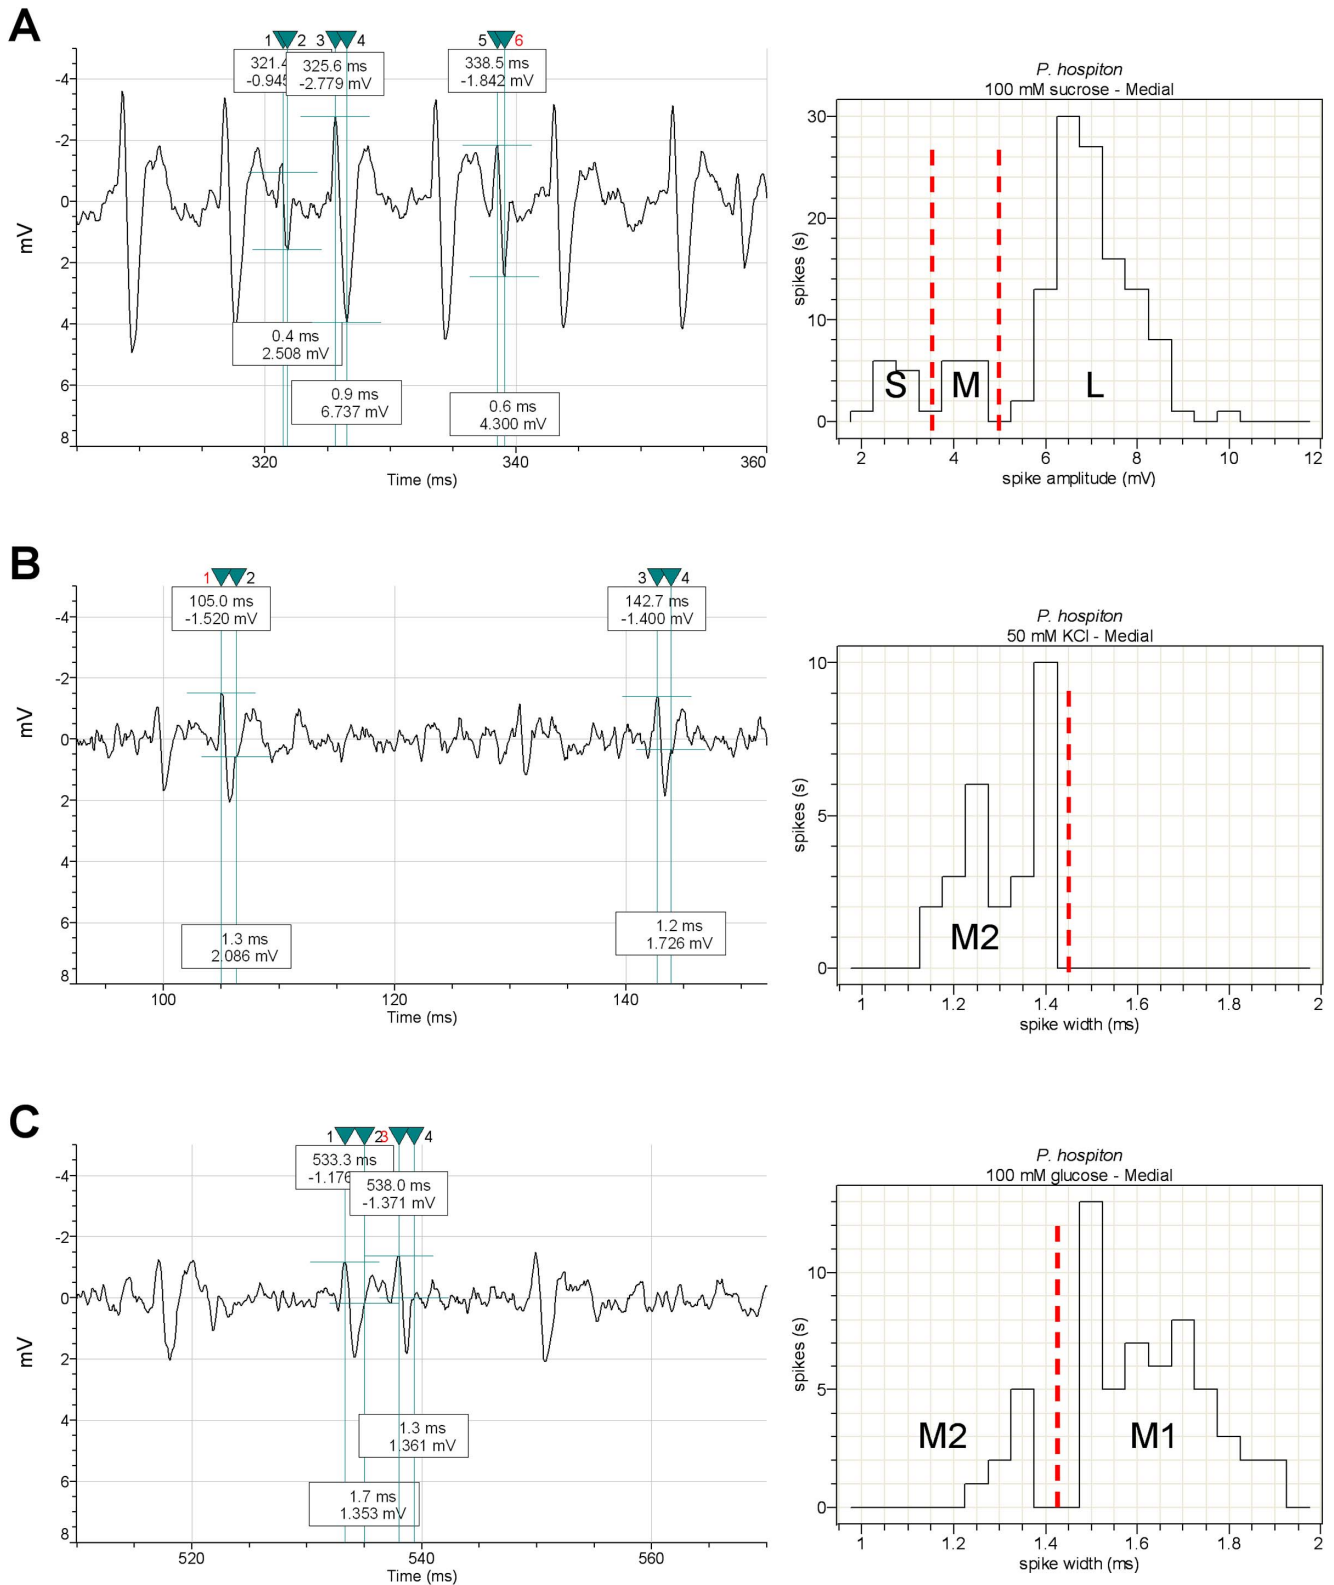 A
1 2 3 4 5 6
321.4
-0.945
325.6 ms
-2.779 mV
338.5 ms
-1.842 mV
-4
-2
0
2
4
6
8
mV
0.4 ms
2.508 mV
0.9 ms
6.737 mV
0.6 ms
4.300 mV
320 340 360
Time (ms)
P. hospiton
100 mM sucrose - Medial
30
20
10
0
spikes (s)
S M L
2 4 6 8 10 12
spike amplitude (mV)
B
1 2 3 4
105.0 ms
-1.520 mV
142.7 ms
-1.400 mV
-4
-2
0
2
4
6
8
mV
1.3 ms
2.086 mV
1.2 ms
1.726 mV
100 120 140
Time (ms)
P. hospiton
50 mM KCl - Medial
10
5
0
spikes (s)
M2
1 1.2 1.4 1.6 1.8 2
spike width (ms)
C
1 2 3 4
533.3 ms
-1.176
538.0 ms
-1.371 mV
-4
-2
0
2
4
6
8
mV
1.3 ms
1.361 mV
1.7 ms
1.353 mV
520 540 560
Time (ms)
P. hospiton
100 mM glucose - Medial
10
5
0
spikes (s)
M2 M1
1 1.2 1.4 1.6 1.8 2
spike width (ms)